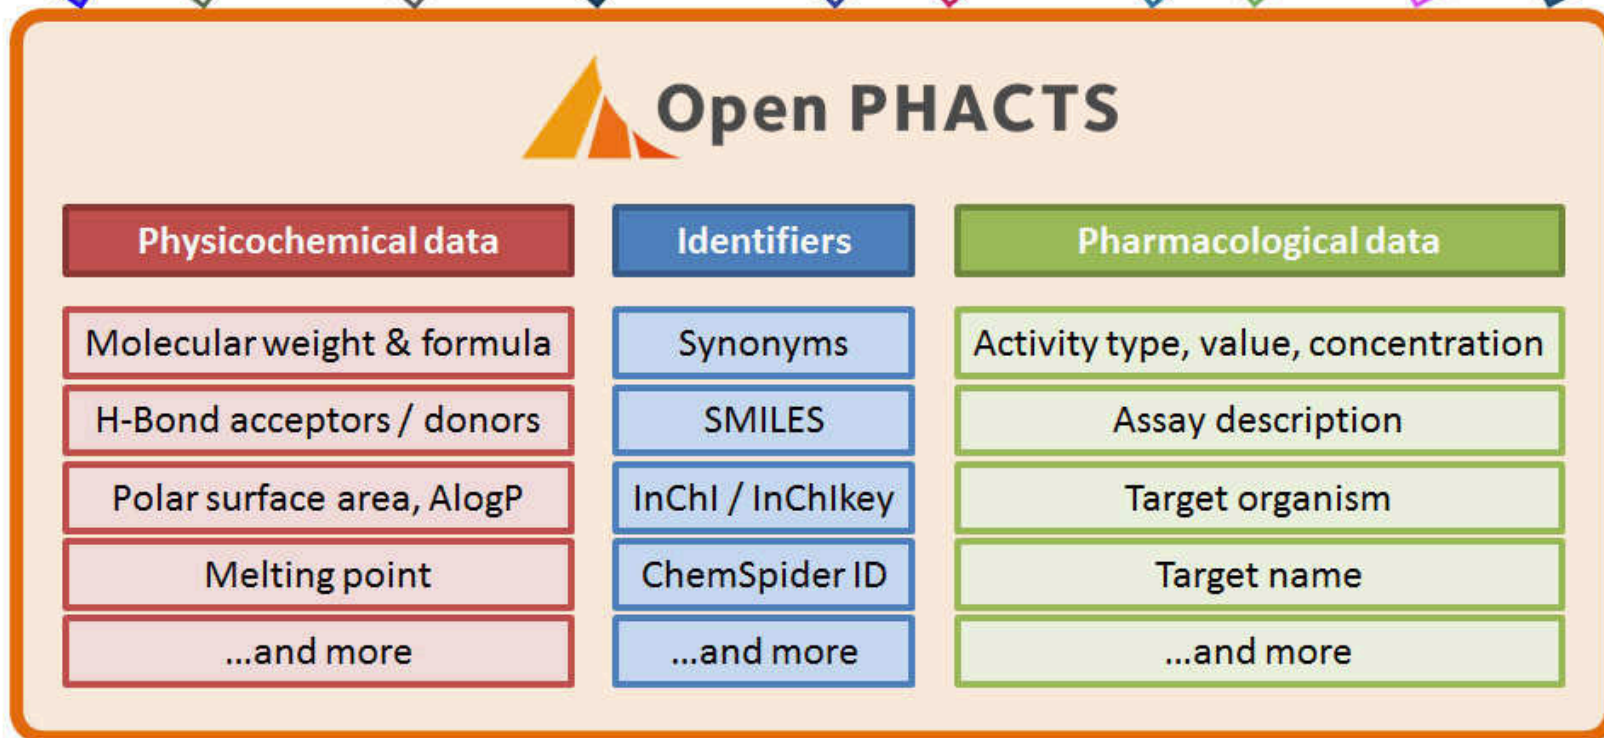 Open PHACTS
Physicochemical data
Molecular weight & formula
H-Bond acceptors / donors
Polar surface area, AlogP
Melting point
...and more
Identifiers
Synonyms
SMILES
InChI / InChIkey
ChemSpider ID
...and more
Pharmacological data
Activity type, value, concentration
Assay description
Target organism
Target name
...and more